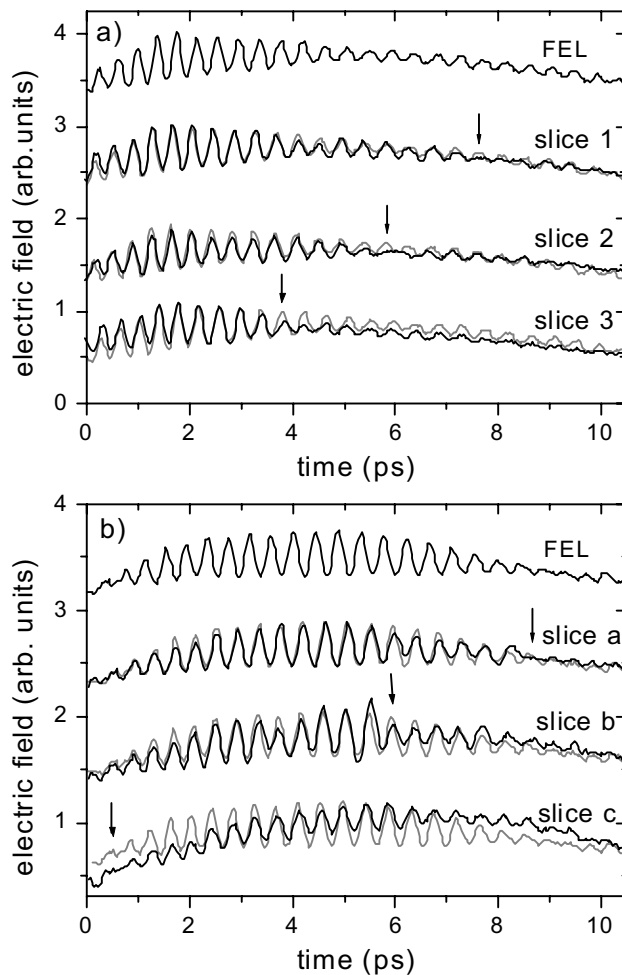 a)
FEL
slice 1
slice 2
slice 3
electric field (arb.units)
4
3
2
1
0
0 2 4 6 8 10
time (ps)
b)
FEL
slice a
slice b
slice c
electric field (arb. units)
4
3
2
1
0 2 4 6 8 10
time (ps)